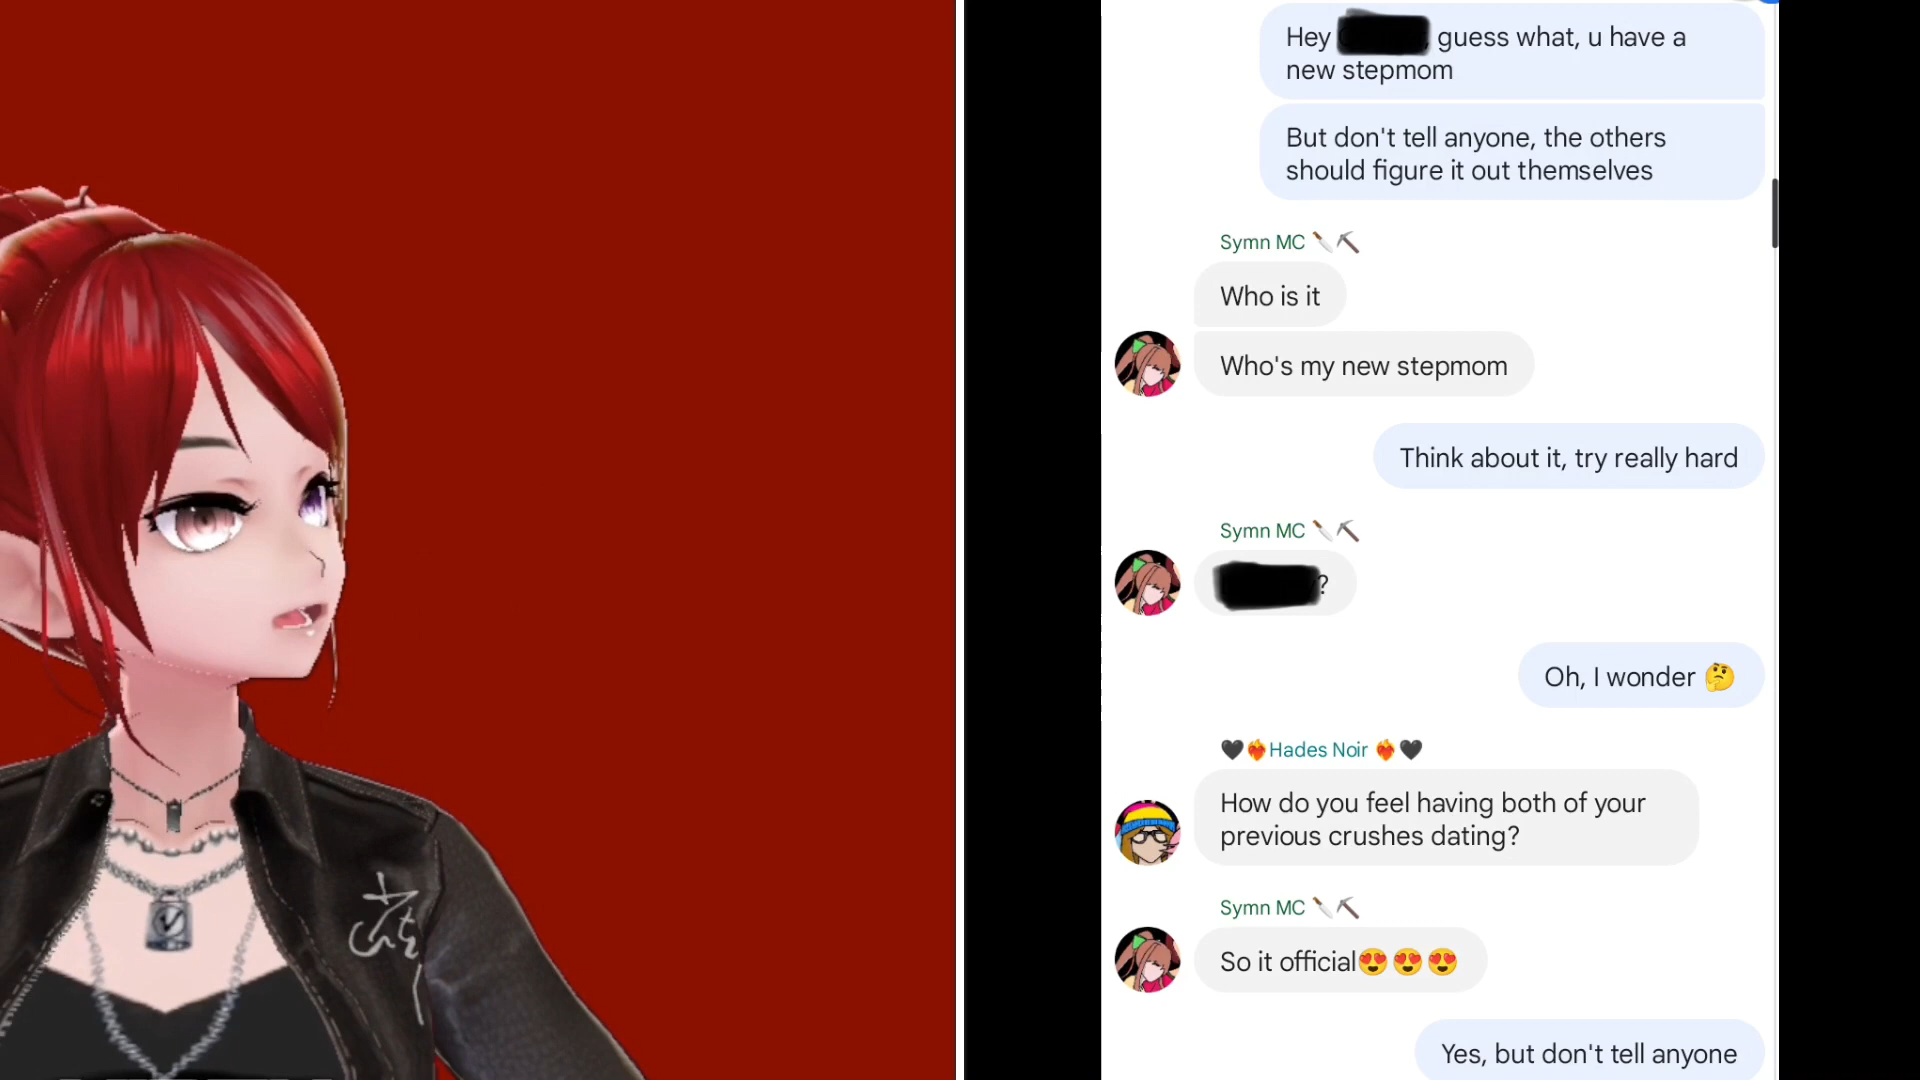 Hey guess what, u have a
new stepmom
But don't tell anyone, the others
should figure it out themselves
Symn MC 🔪⛏
Who is it
Who's my new stepmom
Think about it, try really hard
Symn MC 🔪⛏
?
Oh, I wonder 🤔
🖤❤️‍🔥Hades Noir ❤️‍🔥🖤
How do you feel having both of your
previous crushes dating?
Symn MC 🔪⛏
So it official😍😍😍
Yes, but don't tell anyone